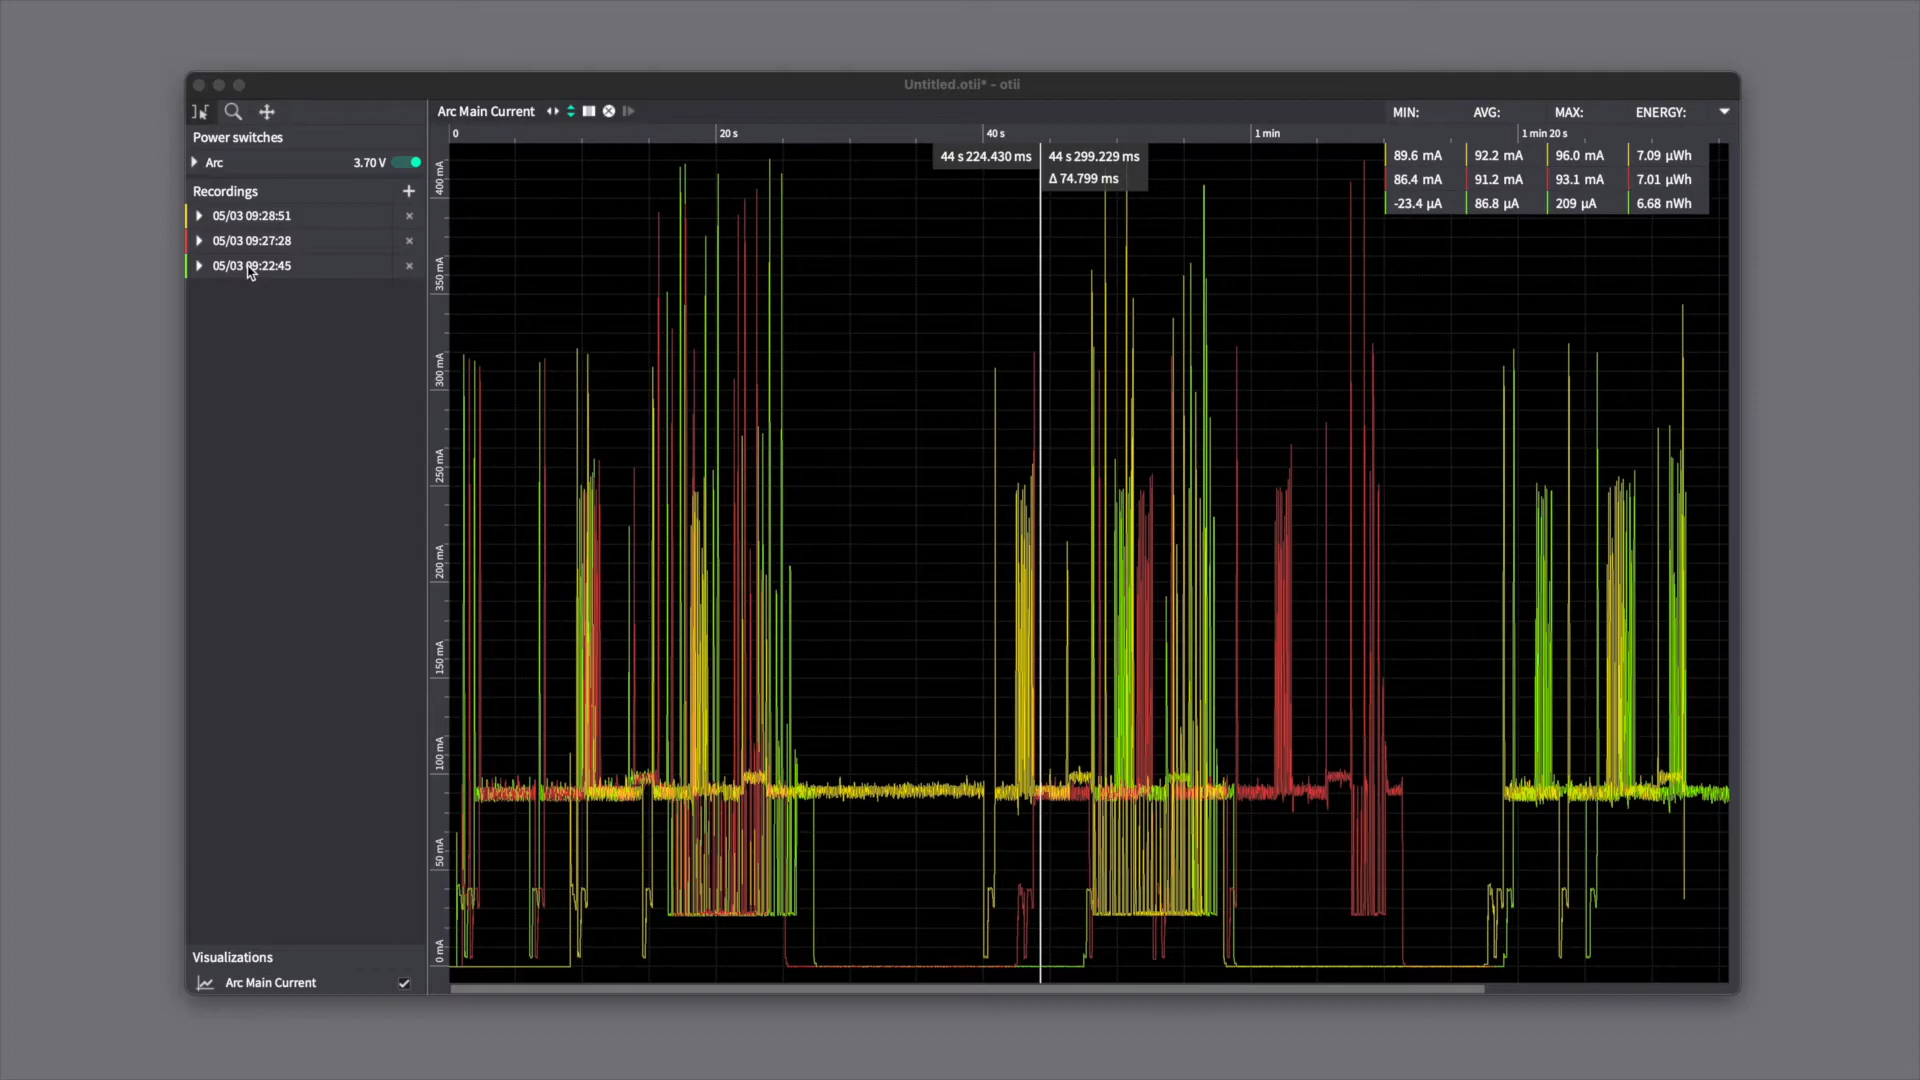 Untitled.otii* - otii
Power switches
Arc 3.70 V
Recordings +
05/03 09:28:51 ×
05/03 09:27:28 ×
05/03 09:22:45 ×
Visualizations
Arc Main Current
Arc Main Current
MIN: AVG: MAX: ENERGY:
0 20 s 40 s 1 min 1 min 20 s
44 s 224.430 ms 44 s 299.229 ms
Δ 74.799 ms
89.6 mA 92.2 mA 96.0 mA 7.09 µWh
86.4 mA 91.2 mA 93.1 mA 7.01 µWh
-23.4 µA 86.8 µA 209 µA 6.68 nWh
400 mA
350 mA
300 mA
250 mA
200 mA
150 mA
100 mA
50 mA
0 mA